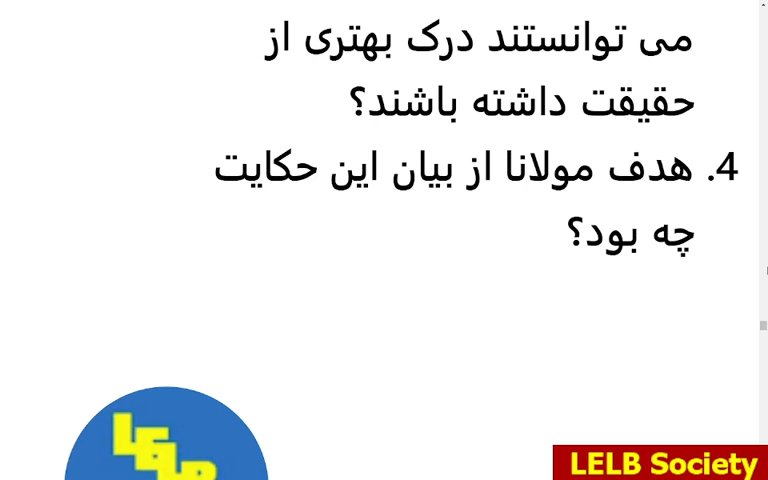 می توانستند درک بهتری از
حقیقت داشته باشند؟
4. هدف مولانا از بیان این حکایت
چه بود؟
LELB
LELB Society